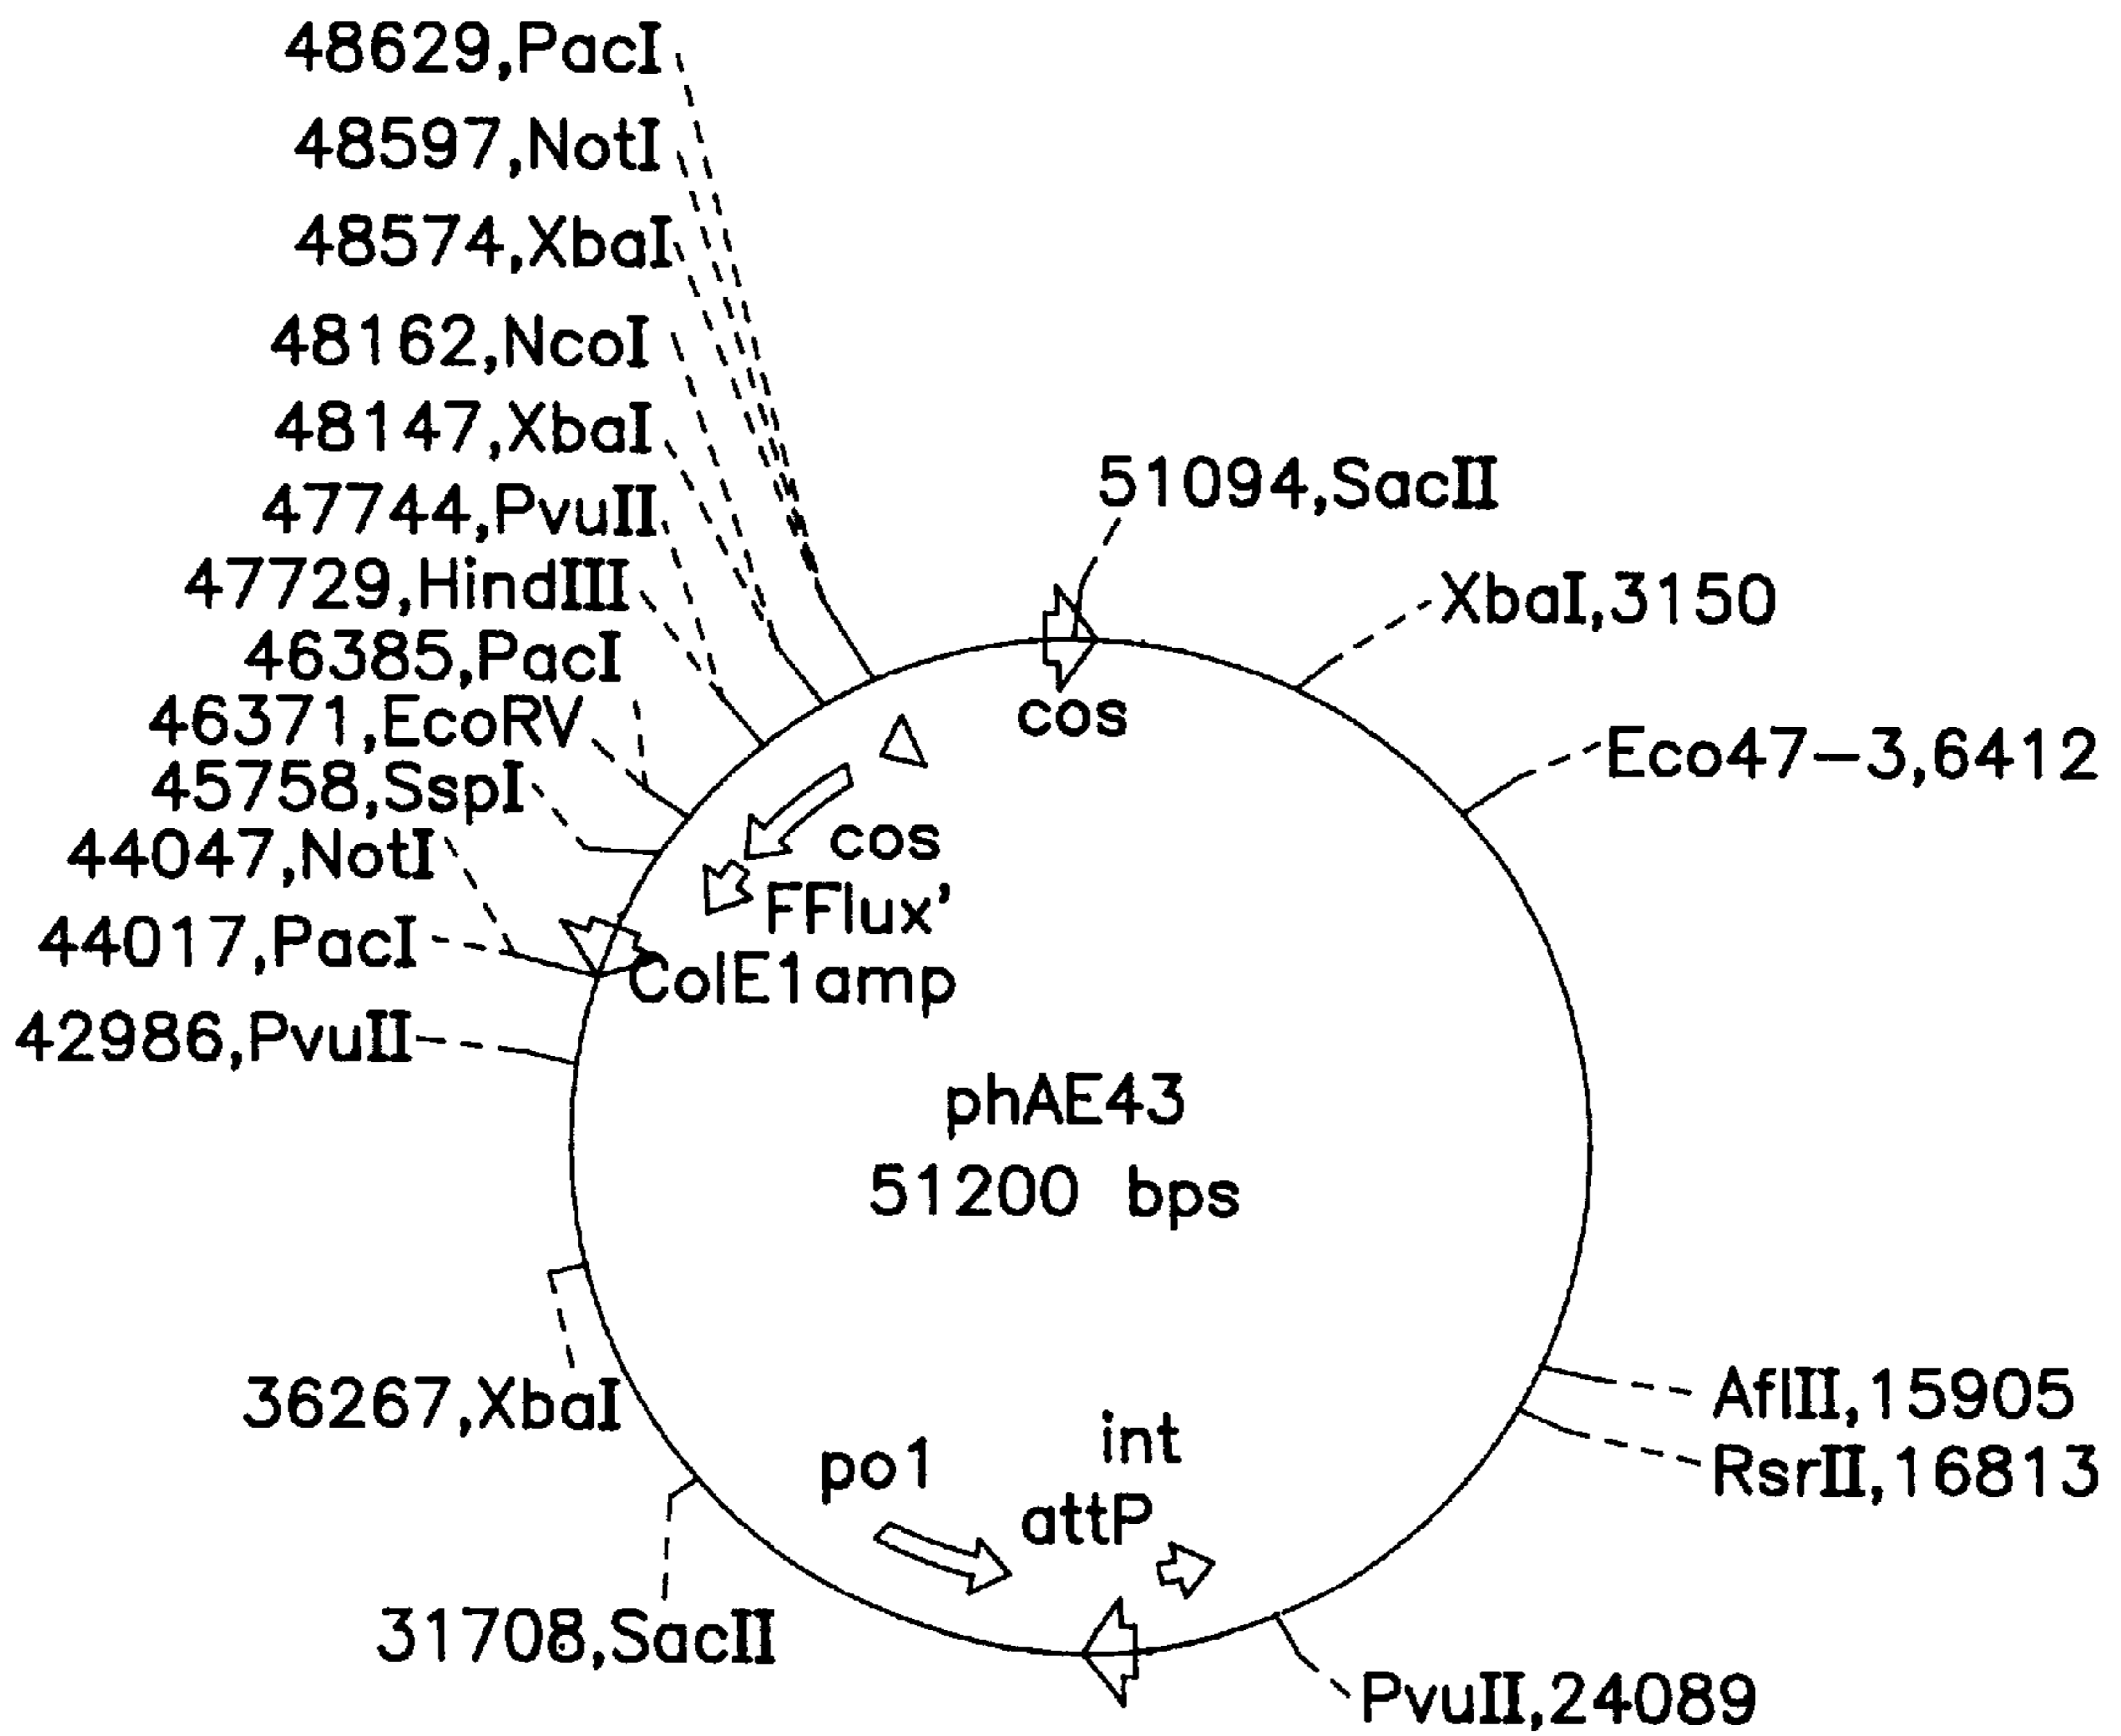 48629,PacI
48597,NotI
48574,XbaI
48162,NcoI
48147,XbaI
47744,PvuII
47729,HindIII
46385,PacI
46371,EcoRV
45758,SspI
44047,NotI
44017,PacI
42986,PvuII
36267,XbaI
31708,SacII
51094,SacII
XbaI,3150
Eco47-3,6412
AflII,15905
RsrII,16813
PvuII,24089
cos
cos
FFlux'
ColE1amp
phAE43
51200 bps
po1
int
attP